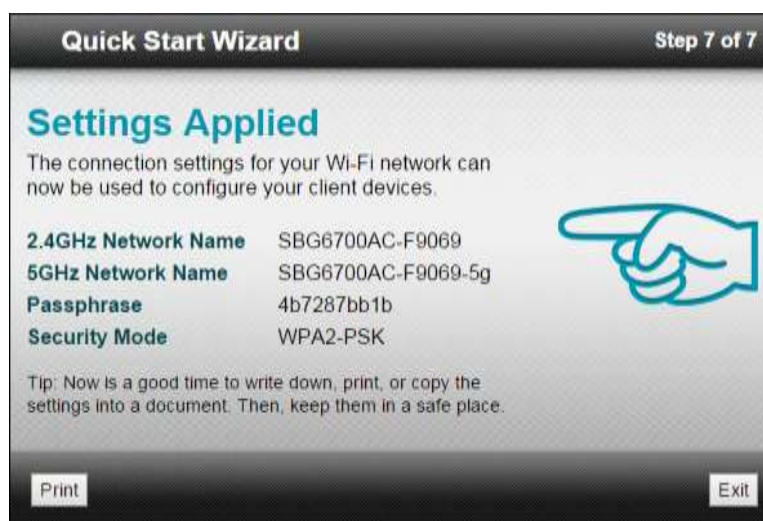 Quick Start Wizard
Step 7 of 7
Settings Applied
The connection settings for your Wi-Fi network can
now be used to configure your client devices.
2.4GHz Network Name SBG6700AC-F9069
5GHz Network Name SBG6700AC-F9069-5g
Passphrase 4b7287bb1b
Security Mode WPA2-PSK
Tip: Now is a good time to write down, print, or copy the
settings into a document. Then, keep them in a safe place.
Print
Exit